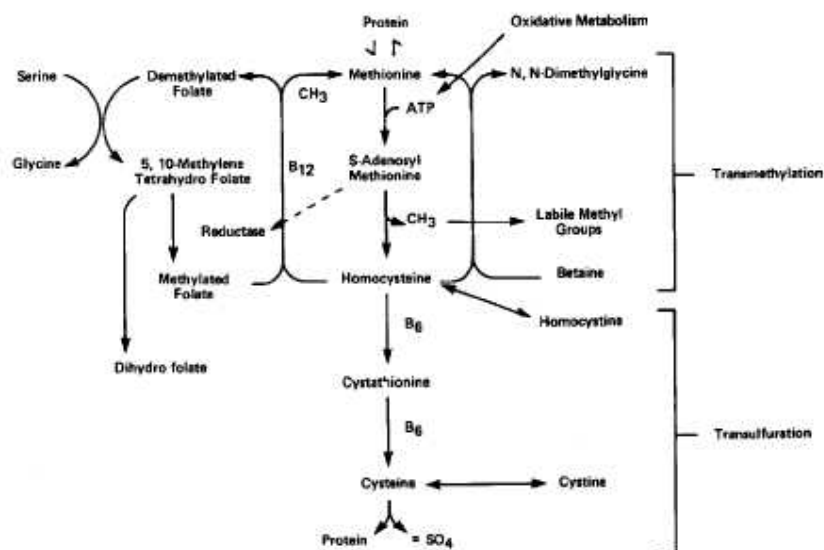 Protein
Oxidative Metabolism
Serine
Demethylated
Folate
CH3
Methionine
N, N-Dimethylglycine
ATP
Glycine
5, 10-Methylene
Tetrahydro Folate
B12
S-Adenosyl
Methionine
Transmethylation
Reductase
CH3
Labile Methyl
Groups
Methylated
Folate
Homocysteine
Betaine
B6
Homocystine
Dihydro folate
Cystathionine
B6
Transulfuration
Cysteine
Cystine
Protein
= SO4